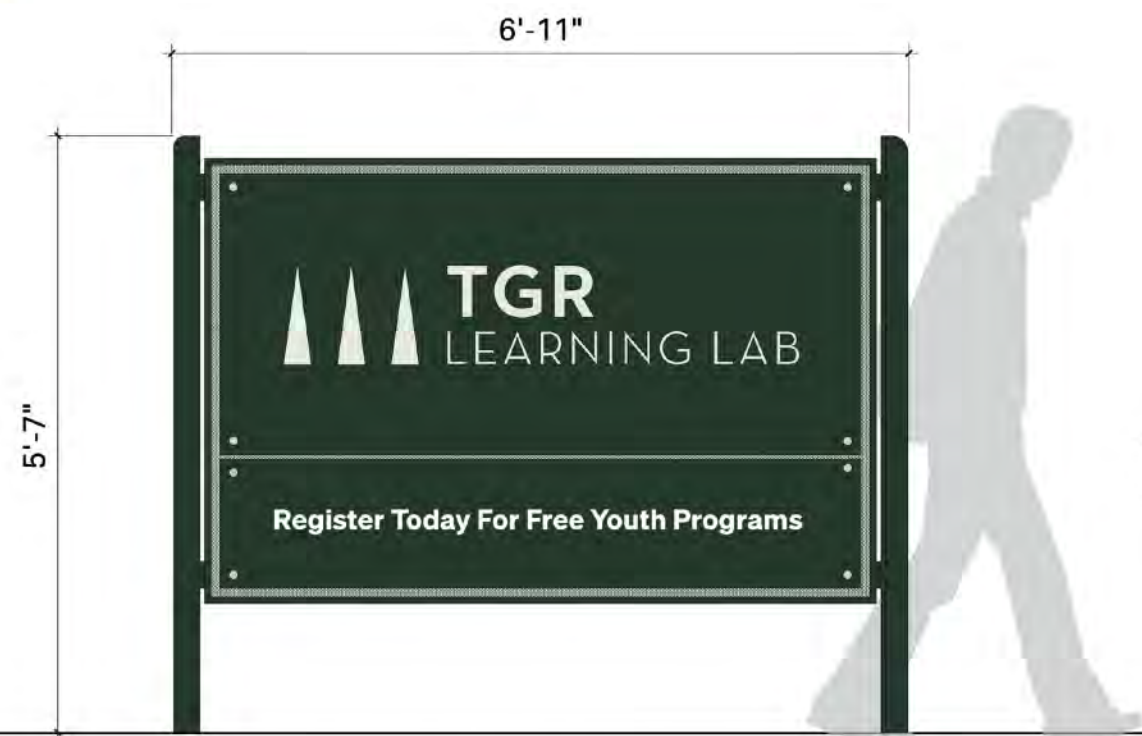 6'-11"
5'-7"
TGR
LEARNING LAB
Register Today For Free Youth Programs